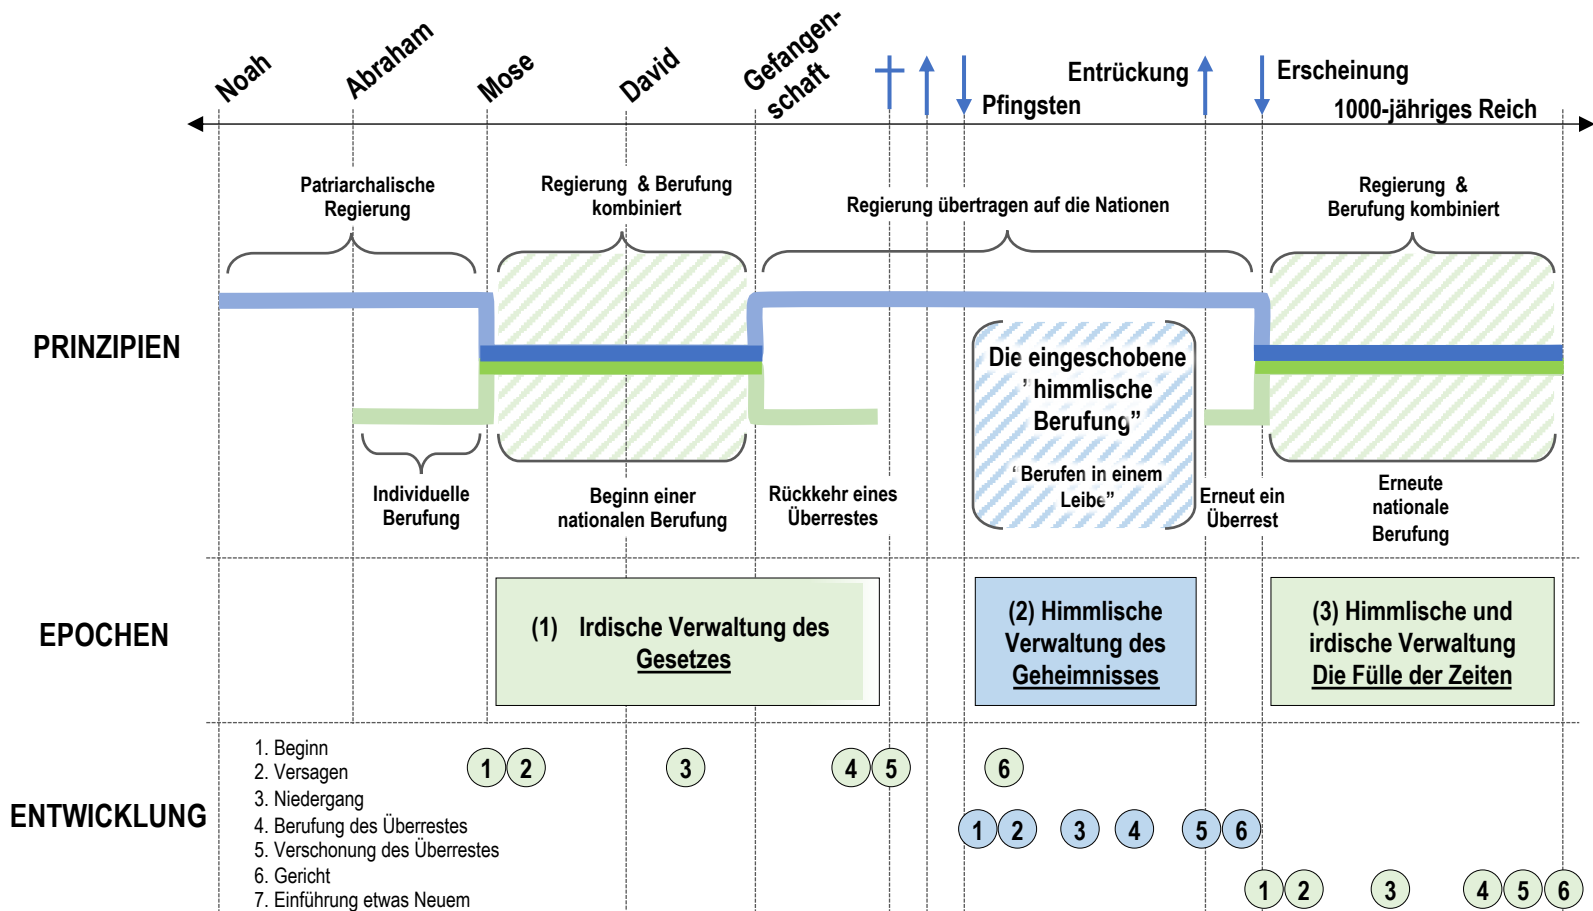 Noah
Abraham
Mose
David
Gefangen-
schaft
Pfingsten
Entrückung
Erscheinung
1000-jähriges Reich
Patriarchalische
Regierung
Regierung & Berufung
kombiniert
Regierung übertragen auf die Nationen
Regierung &
Berufung kombiniert
PRINZIPIEN
Die eingeschobene
"himmlische
Berufung”
"Berufen in einem
Leibe”
Individuelle
Berufung
Beginn einer
nationalen Berufung
Rückkehr eines
Überrestes
Erneut ein
Überrest
Erneute
nationale
Berufung
EPOCHEN
(1) Irdische Verwaltung des
Gesetzes
(2) Himmlische
Verwaltung des
Geheimnisses
(3) Himmlische und
irdische Verwaltung
Die Fülle der Zeiten
ENTWICKLUNG
1. Beginn
2. Versagen
3. Niedergang
4. Berufung des Überrestes
5. Verschonung des Überrestes
6. Gericht
7. Einführung etwas Neuem
1 2 3 4 5 6
1 2 3 4 5 6
1 2 3 4 5 6